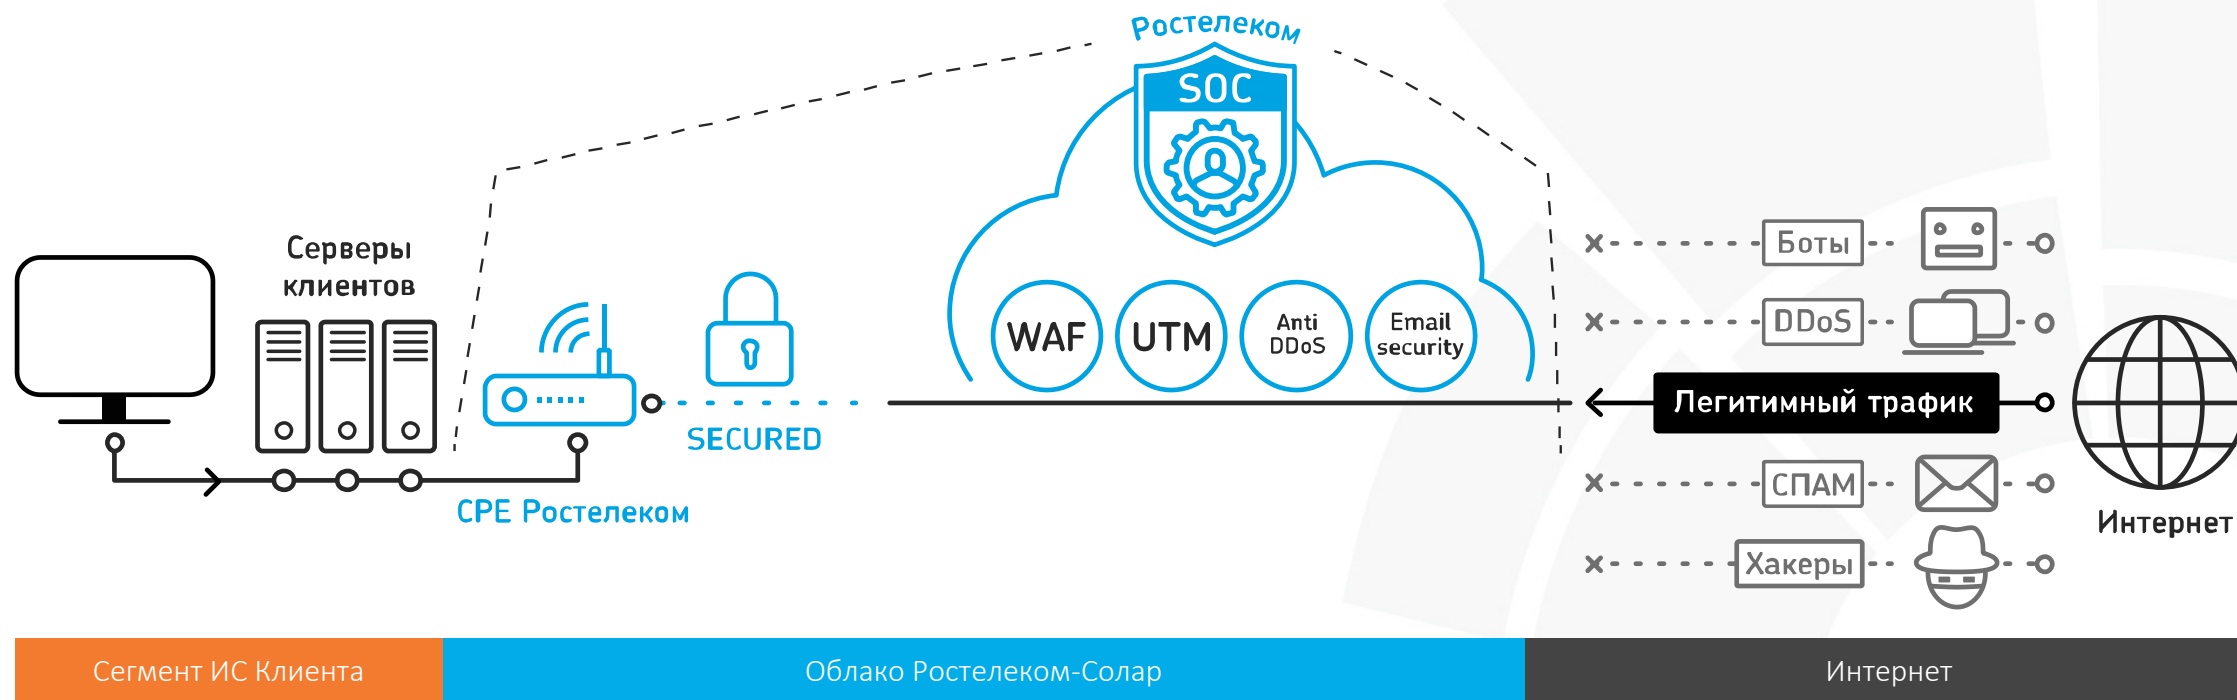 Ростелеком
SOC
Серверы
клиентов
WAF
UTM
Anti
DDoS
Email
security
SECURED
CPE Ростелеком
Боты
DDoS
Легитимный трафик
СПАМ
Хакеры
Интернет
Сегмент ИС Клиента
Облако Ростелеком-Солар
Интернет